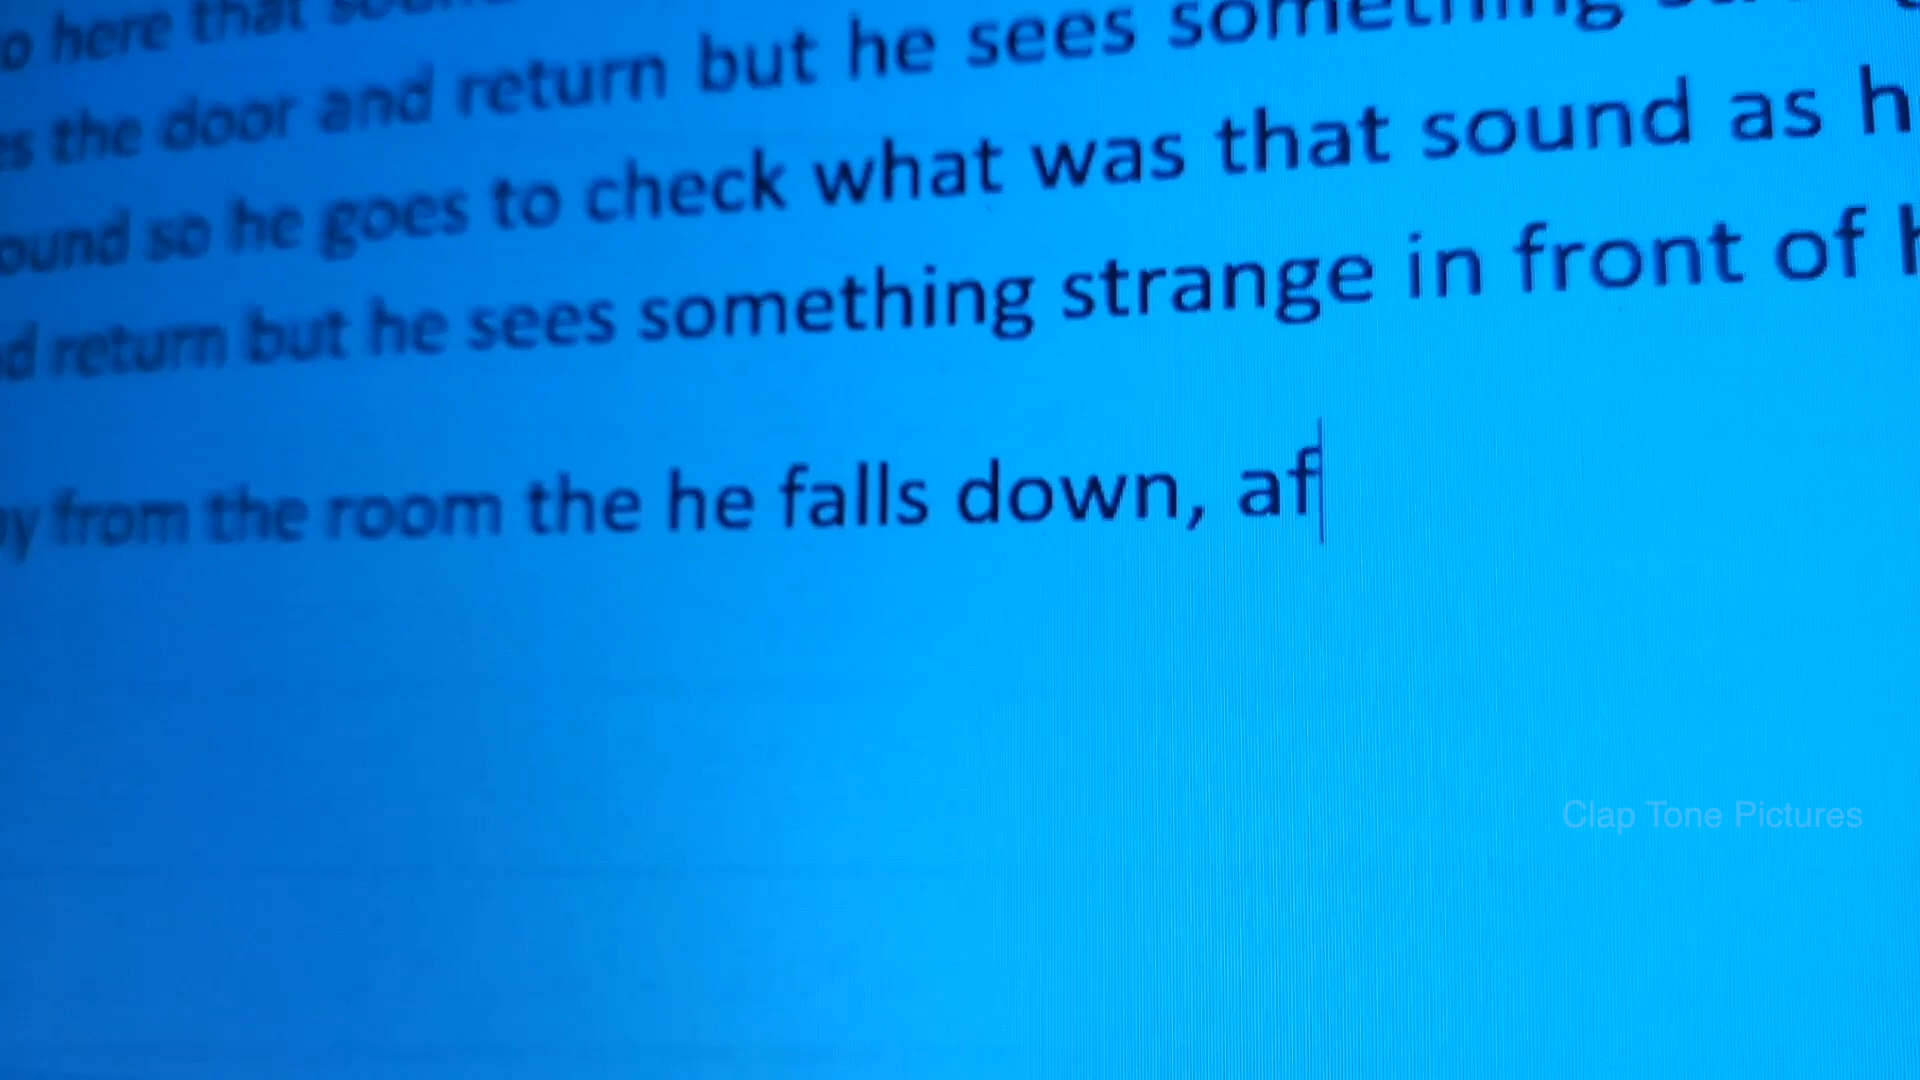 here that
the door and return but he sees something
so he goes to check what was that sound as
return but he sees something strange in front of
from the room the he falls down, af
Clap Tone Pictures